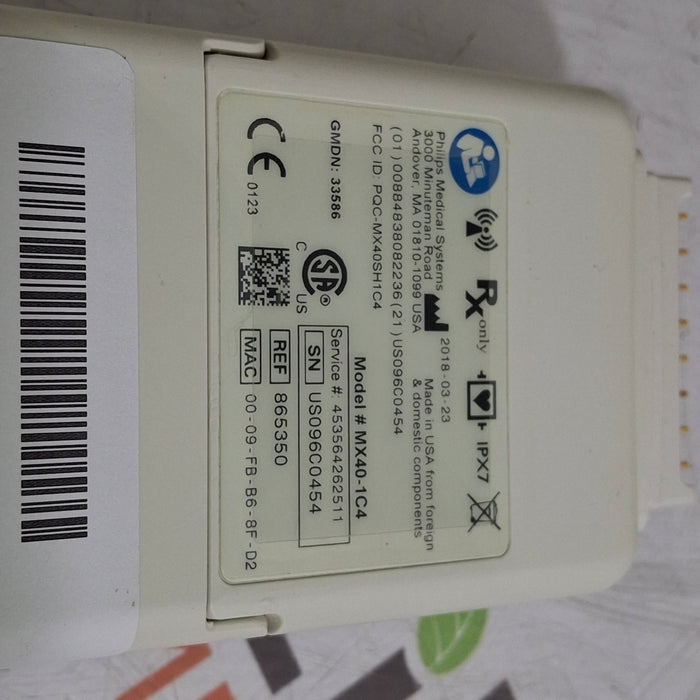 Rx only
IPX7
Philips Medical Systems
3000 Minuteman Road
Andover, MA 01810-1099 USA
2018-03-23
Made in USA from foreign
& domestic components
(01)00884838082236(21)US096C0454
FCC ID: PQC-MX40SH1C4
GMDN: 33586
CE 0123
C SA ® US
Model # MX40-1C4
Service #: 453564262511
SN US096C0454
REF 865350
MAC 00-09-FB-B6-8F-D2